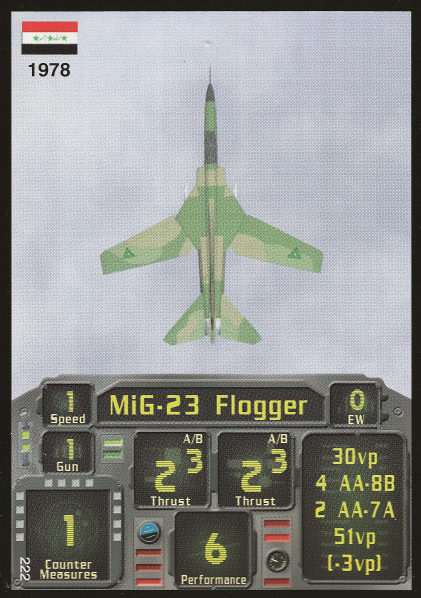 1978
1
Speed
MiG-23 Flogger
0
EW
1
Gun
A/B
2 3
Thrust
A/B
2 3
Thrust
30vp
4 AA-8B
2 AA-7A
51vp
(-3vp)
1
Counter
Measures
6
Performance
222